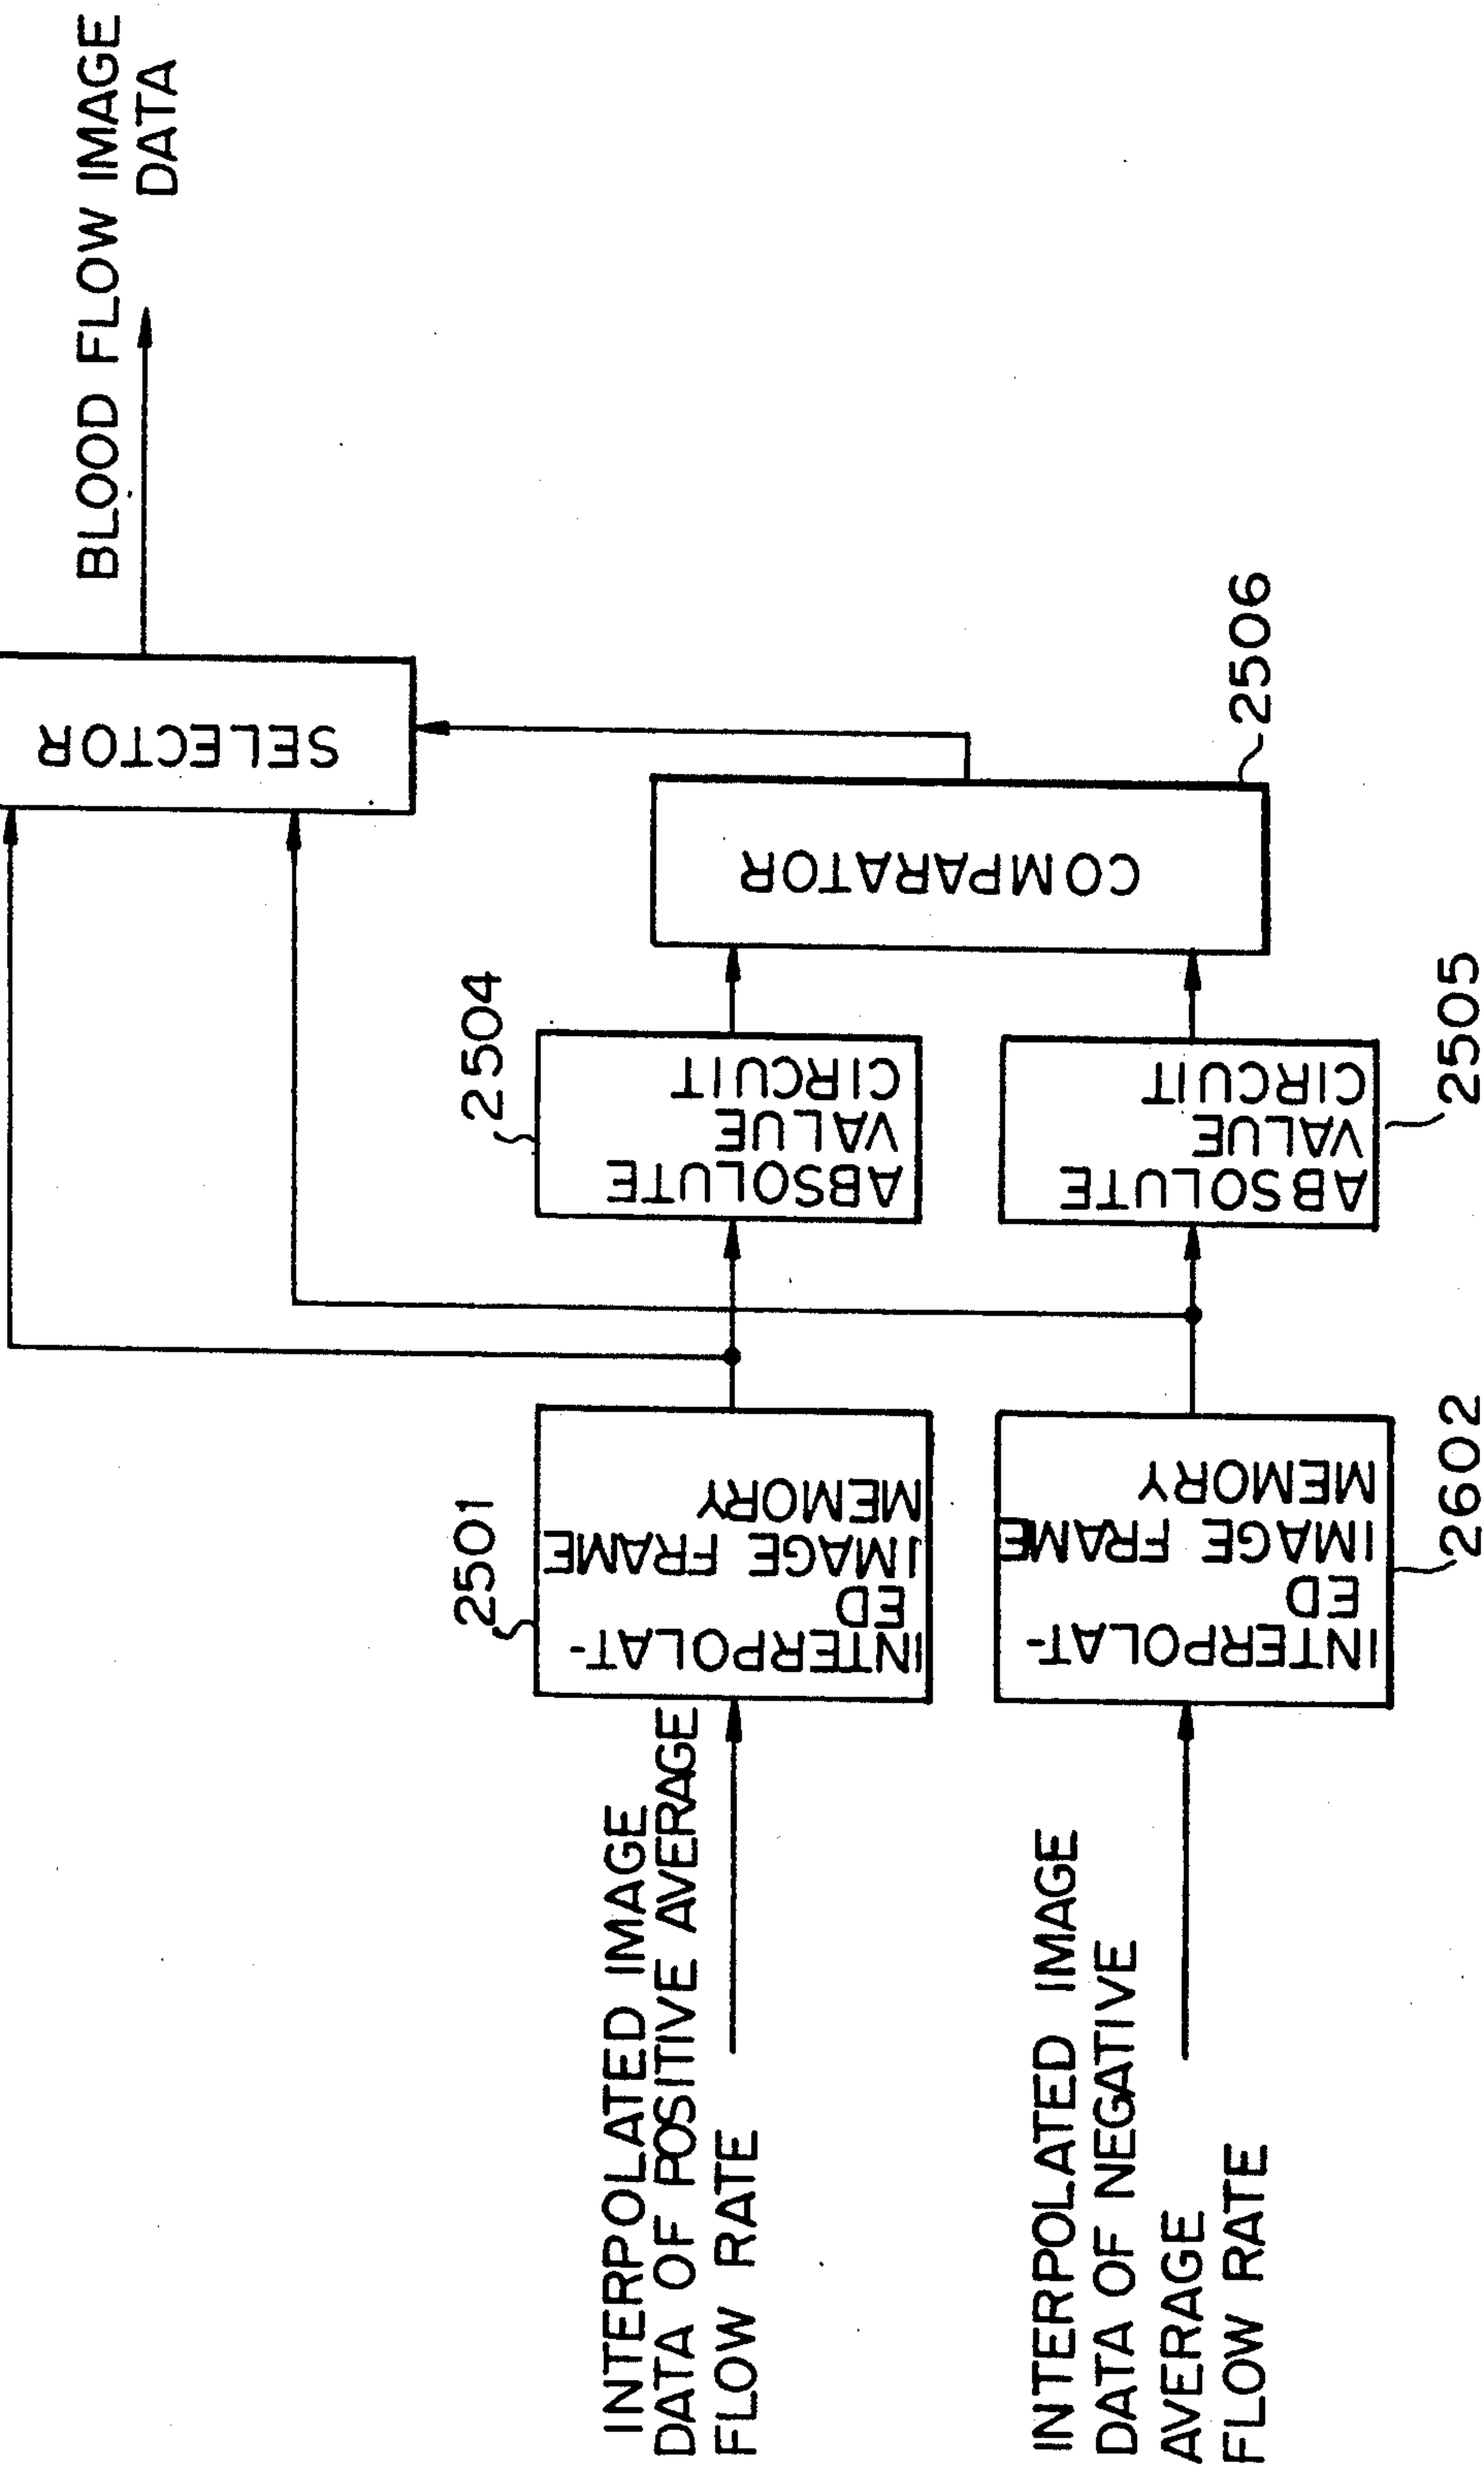 BLOOD FLOW IMAGE
DATA
SELECTOR
2506
COMPARATOR
2504
ABSOLUTE
VALUE
CIRCUIT
2505
ABSOLUTE
VALUE
CIRCUIT
2501
INTERPOLAT-
ED
IMAGE FRAME
MEMORY
2602
INTERPOLAT-
ED
IMAGE FRAME
MEMORY
INTERPOLATED IMAGE
DATA OF POSITIVE AVERAGE
FLOW RATE
INTERPOLATED IMAGE
DATA OF NEGATIVE
AVERAGE
FLOW RATE